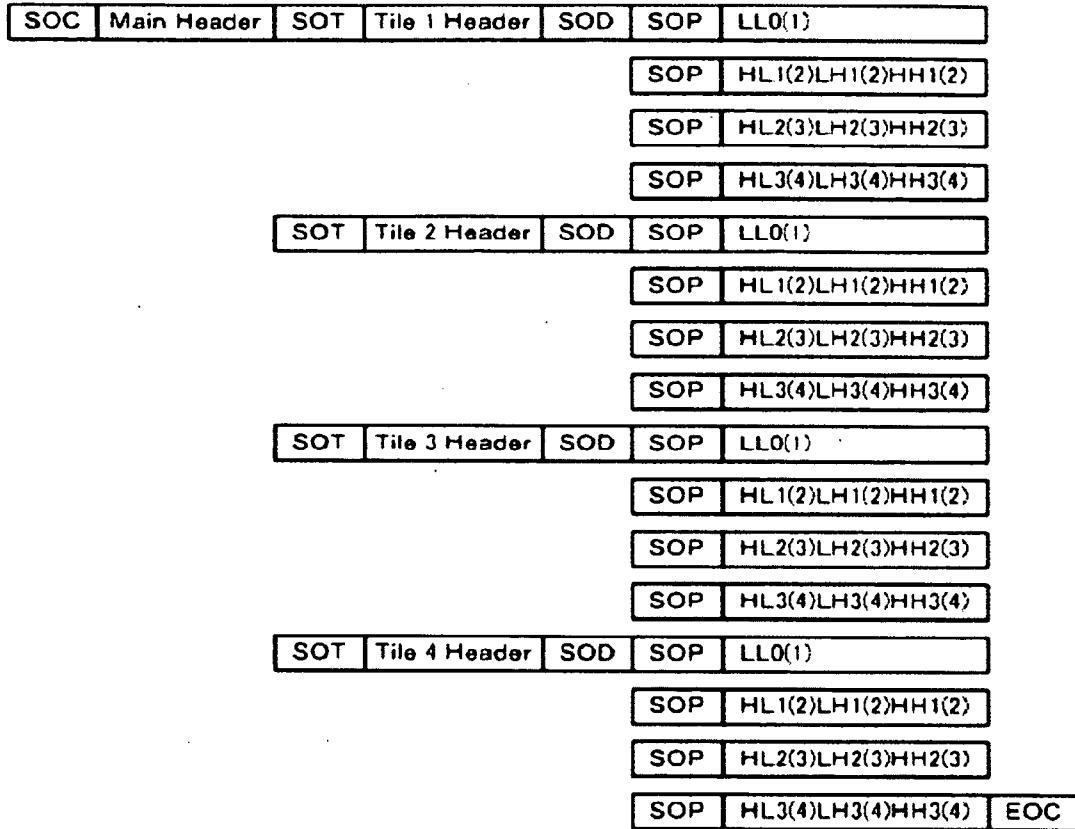 SOC Main Header SOT Tile 1 Header SOD SOP LL0(1)
SOP HL1(2)LH1(2)HH1(2)
SOP HL2(3)LH2(3)HH2(3)
SOP HL3(4)LH3(4)HH3(4)
SOT Tile 2 Header SOD SOP LL0(1)
SOP HL1(2)LH1(2)HH1(2)
SOP HL2(3)LH2(3)HH2(3)
SOP HL3(4)LH3(4)HH3(4)
SOT Tile 3 Header SOD SOP LL0(1)
SOP HL1(2)LH1(2)HH1(2)
SOP HL2(3)LH2(3)HH2(3)
SOP HL3(4)LH3(4)HH3(4)
SOT Tile 4 Header SOD SOP LL0(1)
SOP HL1(2)LH1(2)HH1(2)
SOP HL2(3)LH2(3)HH2(3)
SOP HL3(4)LH3(4)HH3(4) EOC